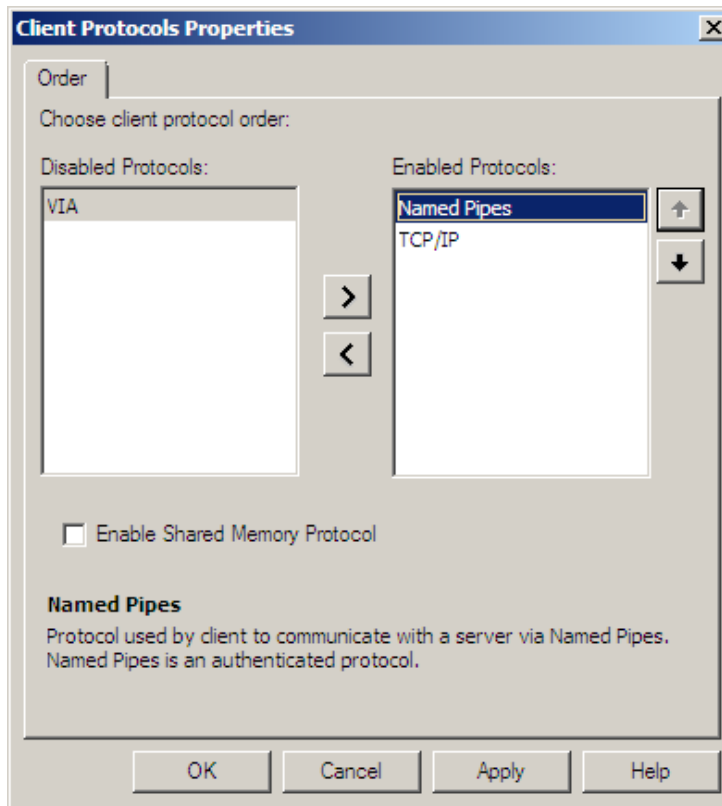 Client Protocols Properties
Order
Choose client protocol order:
Disabled Protocols:
Enabled Protocols:
VIA
Named Pipes
TCP/IP
Enable Shared Memory Protocol
Named Pipes
Protocol used by client to communicate with a server via Named Pipes.
Named Pipes is an authenticated protocol.
OK
Cancel
Apply
Help